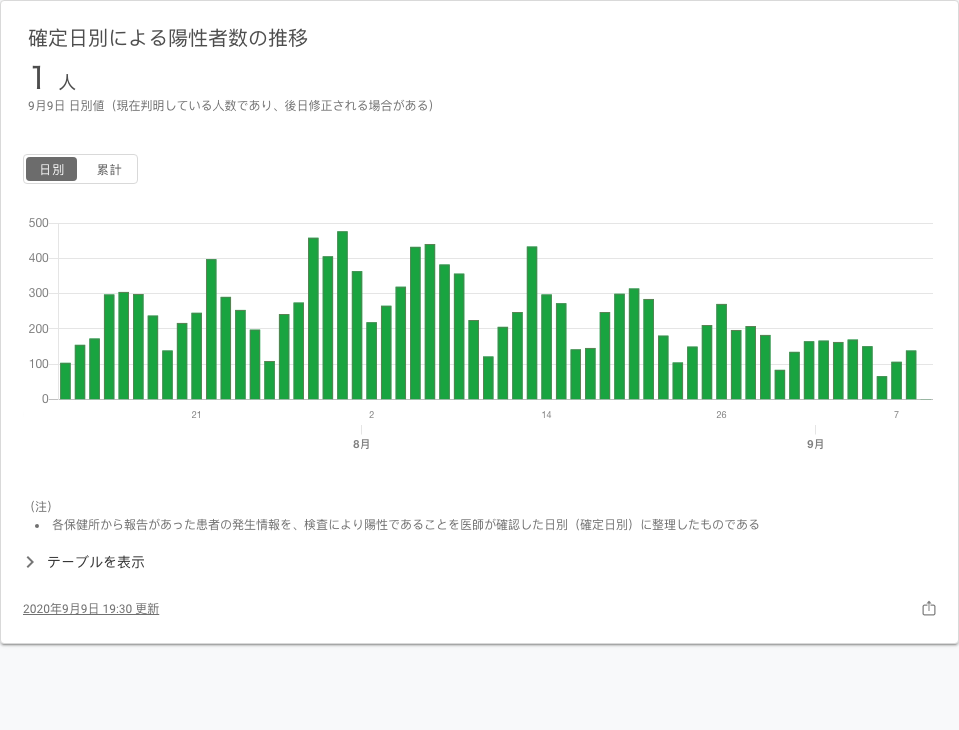 確定日別による陽性者数の推移
1 人
9月9日 日別値（現在判明している人数であり、後日修正される場合がある）
日別 累計
500
400
300
200
100
0
21 2 14 26 7
8月 9月
（注）
• 各保健所から報告があった患者の発生情報を、検査により陽性であることを医師が確認した日別（確定日別）に整理したものである
テーブルを表示
2020年9月9日 19:30 更新